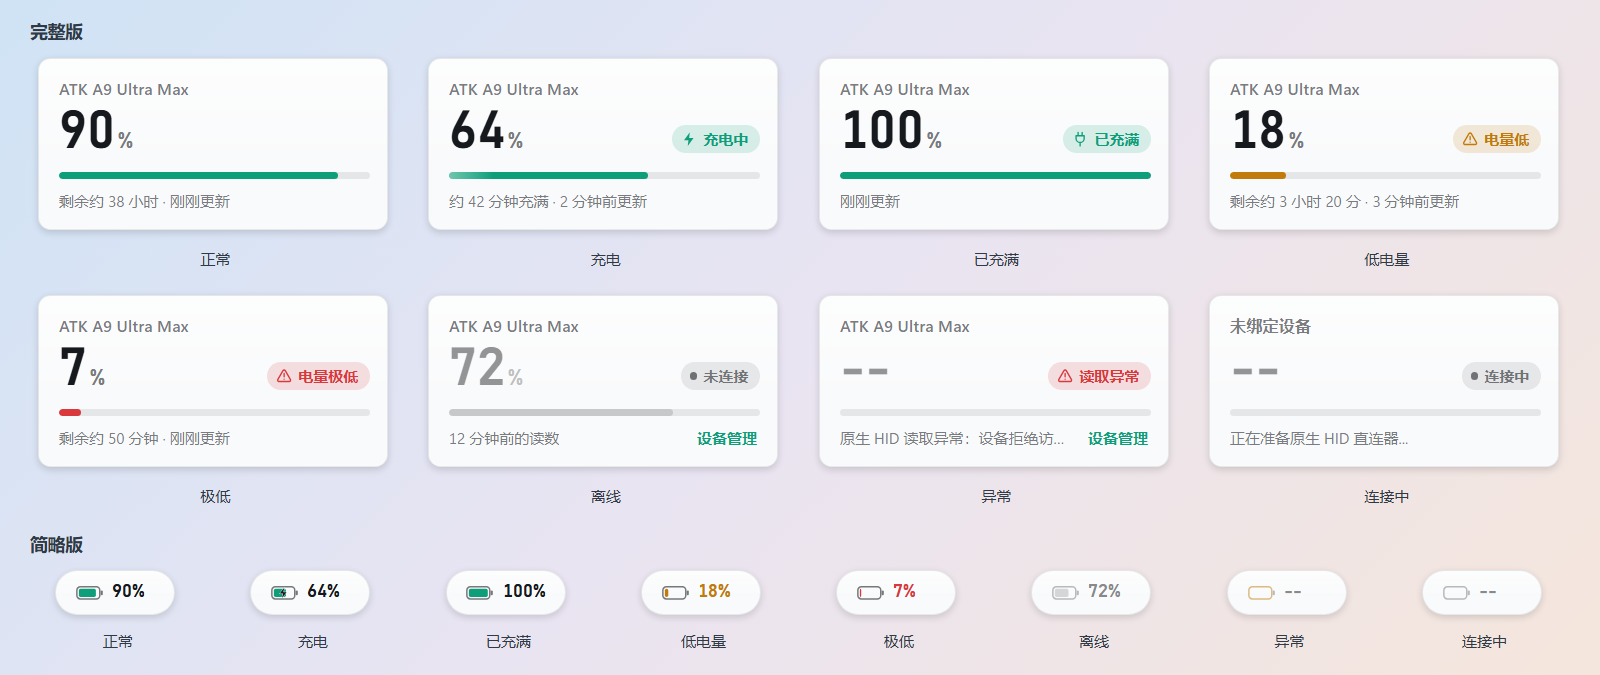 完整版
ATK A9 Ultra Max
90%
剩余约 38 小时 · 刚刚更新
正常
ATK A9 Ultra Max
64%
充电中
约 42 分钟充满 · 2 分钟前更新
充电
ATK A9 Ultra Max
100%
已充满
刚刚更新
已充满
ATK A9 Ultra Max
18%
电量低
剩余约 3 小时 20 分 · 3 分钟前更新
低电量
ATK A9 Ultra Max
7%
电量极低
剩余约 50 分钟 · 刚刚更新
极低
ATK A9 Ultra Max
72%
未连接
12 分钟前的读数
设备管理
离线
ATK A9 Ultra Max
--
读取异常
原生 HID 读取异常：设备拒绝访...
设备管理
异常
未绑定设备
--
连接中
正在准备原生 HID 直连器...
连接中
简略版
90%
正常
64%
充电
100%
已充满
18%
低电量
7%
极低
72%
离线
--
异常
--
连接中